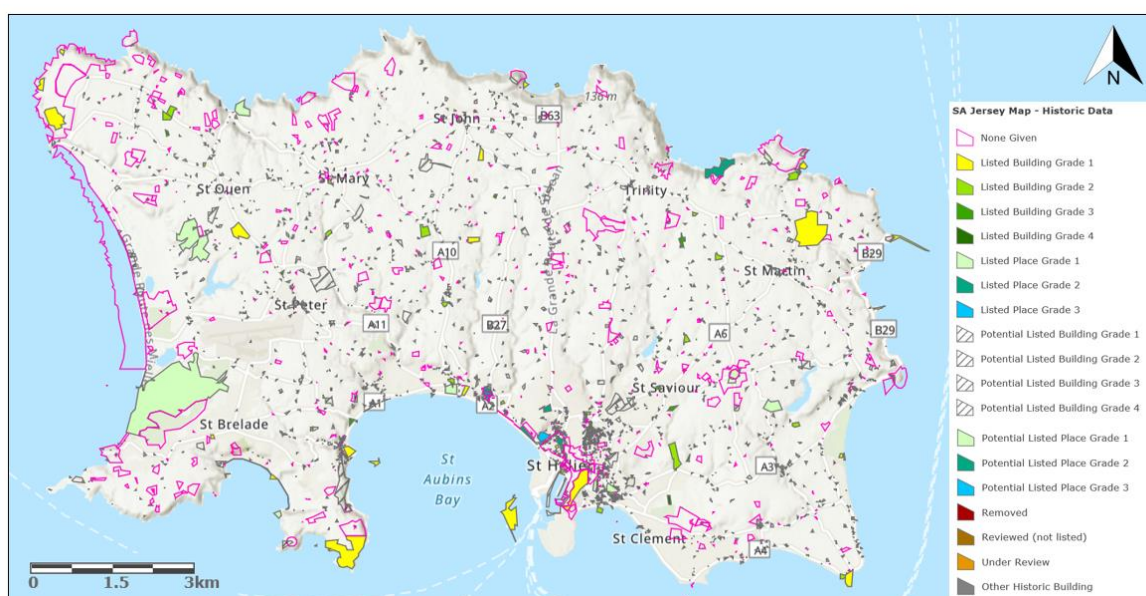 N
SA Jersey Map - Historic Data
None Given
Listed Building Grade 1
Listed Building Grade 2
Listed Building Grade 3
Listed Building Grade 4
Listed Place Grade 1
Listed Place Grade 2
Listed Place Grade 3
Potential Listed Building Grade 1
Potential Listed Building Grade 2
Potential Listed Building Grade 3
Potential Listed Building Grade 4
Potential Listed Place Grade 1
Potential Listed Place Grade 2
Potential Listed Place Grade 3
Removed
Reviewed (not listed)
Under Review
Other Historic Building
136 m
St John
B63
St Mary
St Ouen
Trinity
A10
B29
St Martin
St Peter
A11
B27
A6
B29
St Saviour
A1
A2
St Brelade
St
Aubins
Bay
A3
St Clement
A4
0 1.5 3km